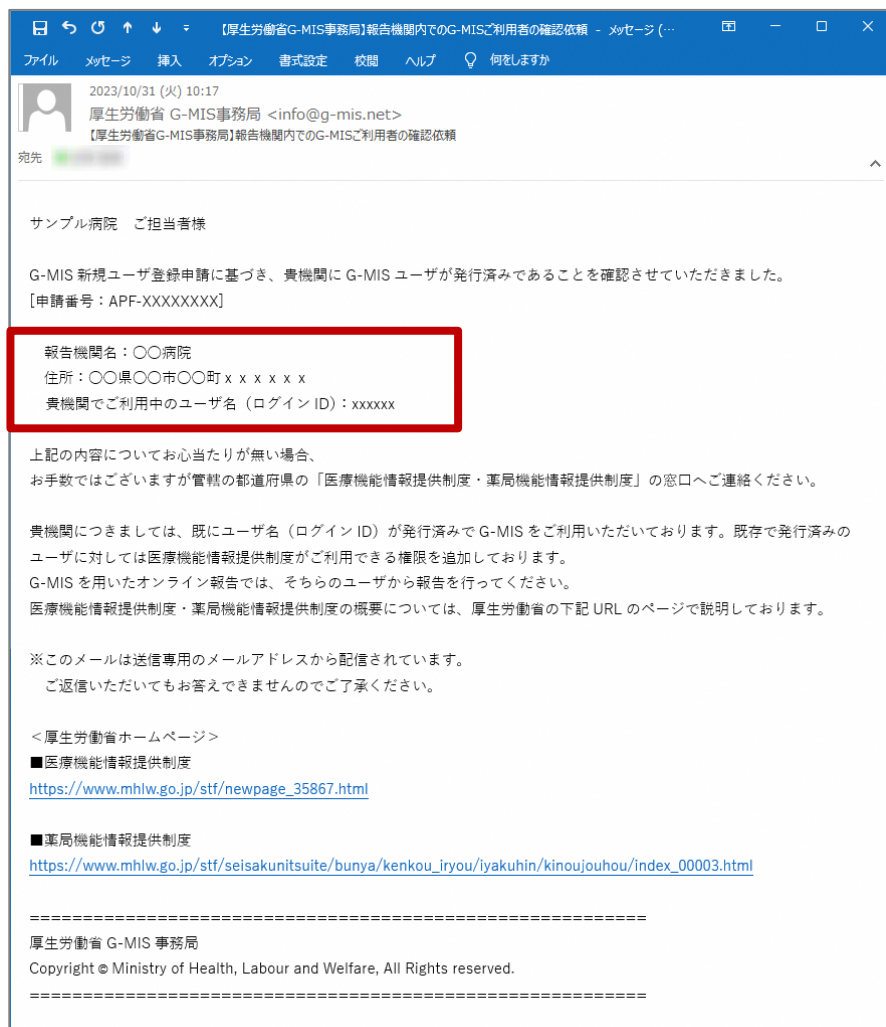 【厚生労働省G-MIS事務局】報告機関内でのG-MISご利用者の確認依頼 - メッセージ (…
ファイル メッセージ 挿入 オプション 書式設定 校閲 ヘルプ 何をしますか
2023/10/31 (火) 10:17
厚生労働省 G-MIS事務局 <info@g-mis.net>
【厚生労働省G-MIS事務局】報告機関内でのG-MISご利用者の確認依頼
宛先
サンプル病院 ご担当者様
G-MIS 新規ユーザ登録申請に基づき、貴機関に G-MIS ユーザが発行済みであることを確認させていただきました。
[申請番号：APF-XXXXXXXX]
報告機関名：〇〇病院
住所：〇〇県〇〇市〇〇町ｘｘｘｘｘｘ
貴機関でご利用中のユーザ名（ログイン ID）：xxxxxx
上記の内容についてお心当たりが無い場合、
お手数ではございますが管轄の都道府県の「医療機能情報提供制度・薬局機能情報提供制度」の窓口へご連絡ください。
貴機関につきましては、既にユーザ名（ログイン ID）が発行済みで G-MIS をご利用いただいております。既存で発行済みの
ユーザに対しては医療機能情報提供制度がご利用できる権限を追加しております。
G-MIS を用いたオンライン報告では、そちらのユーザから報告を行ってください。
医療機能情報提供制度・薬局機能情報提供制度の概要については、厚生労働省の下記 URL のページで説明しております。
※このメールは送信専用のメールアドレスから配信されています。
ご返信いただいてもお答えできませんのでご了承ください。
＜厚生労働省ホームページ＞
■医療機能情報提供制度
https://www.mhlw.go.jp/stf/newpage_35867.html
■薬局機能情報提供制度
https://www.mhlw.go.jp/stf/seisakunitsuite/bunya/kenkou_iryou/iyakuhin/kinoujouhou/index_00003.html
==========================================================
厚生労働省 G-MIS 事務局
Copyright © Ministry of Health, Labour and Welfare, All Rights reserved.
==========================================================